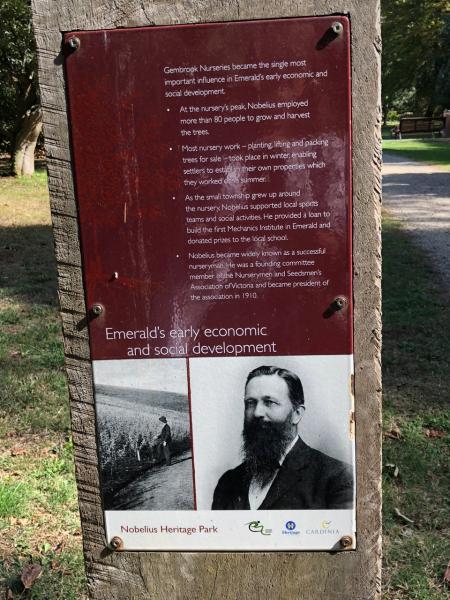 Gembrook Nurseries became the single most
important influence in Emerald's early economic and
social development.
• At the nursery's peak, Nobelius employed
more than 80 people to grow and harvest
the trees.
• Most nursery work – planting, lifting and packing
trees for sale – took place in winter, enabling
settlers to establish their own properties which
they worked over summer.
• As the small township grew up around
the nursery, Nobelius supported local sports
teams and social activities. He provided a loan to
build the first Mechanics Institute in Emerald and
donated prizes to the local school.
• Nobelius became widely known as a successful
nurseryman. He was a founding committee
member of the Nurserymen and Seedsmen's
Association of Victoria and became president of
the association in 1910.
Emerald's early economic
and social development
Nobelius Heritage Park
Heritage
CARDINIA